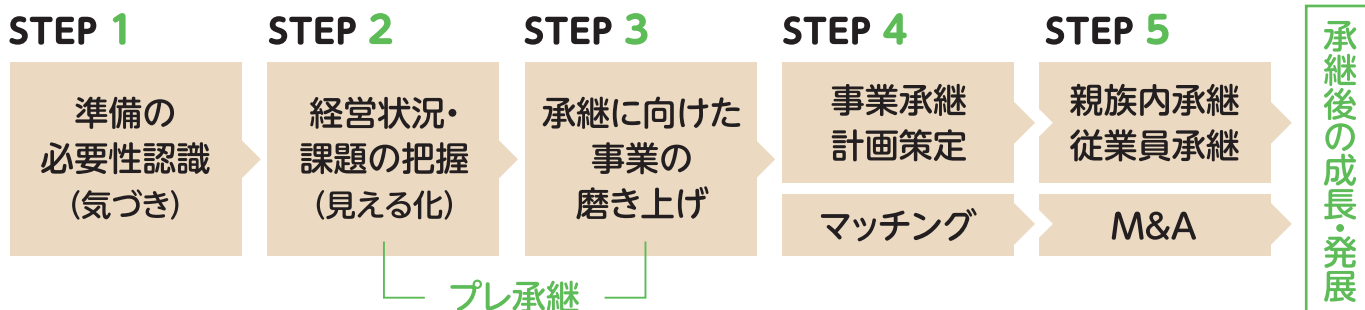 STEP 1
準備の
必要性認識
(気づき)
STEP 2
経営状況・
課題の把握
(見える化)
STEP 3
承継に向けた
事業の
磨き上げ
プレ承継
STEP 4
事業承継
計画策定
マッチング
STEP 5
親族内承継
従業員承継
M&A
承継後の成長・発展